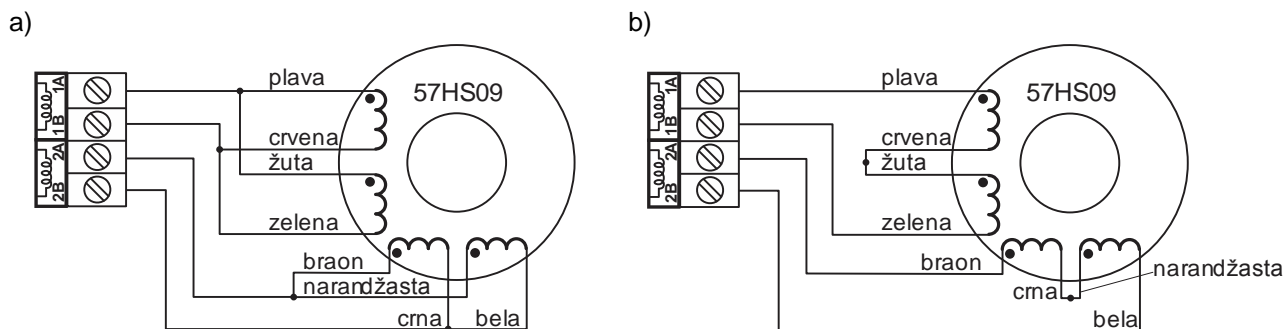 a)
1A
1B
2A
2B
plava
57HS09
crvena
žuta
zelena
braon
narandžasta
crna
bela
b)
1A
1B
2A
2B
plava
57HS09
crvena
žuta
zelena
braon
narandžasta
crna
bela